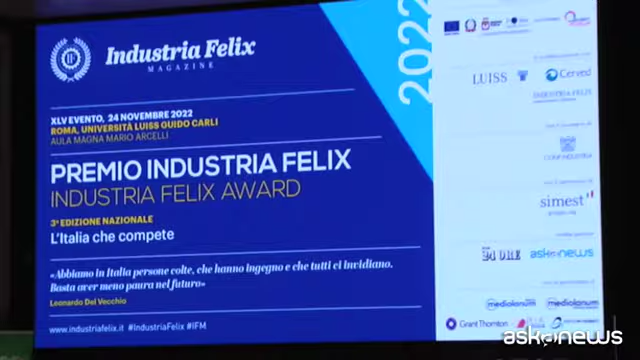 Industria Felix
MAGAZINE
2022
XLV EVENTO, 24 NOVEMBRE 2022
ROMA, UNIVERSITÀ LUISS GUIDO CARLI
AULA MAGNA MARIO ARCELLI
PREMIO INDUSTRIA FELIX
INDUSTRIA FELIX AWARD
3ª EDIZIONE NAZIONALE
L'Italia che compete
«Abbiamo in Italia persone colte, che hanno ingegno e che tutti ci invidiano.
Basta aver meno paura nel futuro»
Leonardo Del Vecchio
www.industriafelix.it #IndustriaFelix #IFM
LUISS
Cerved
INDUSTRIA FELIX
CONFINDUSTRIA
simest
24 ORE
askanews
mediolanum
mediolanum
Grant Thornton
askanews